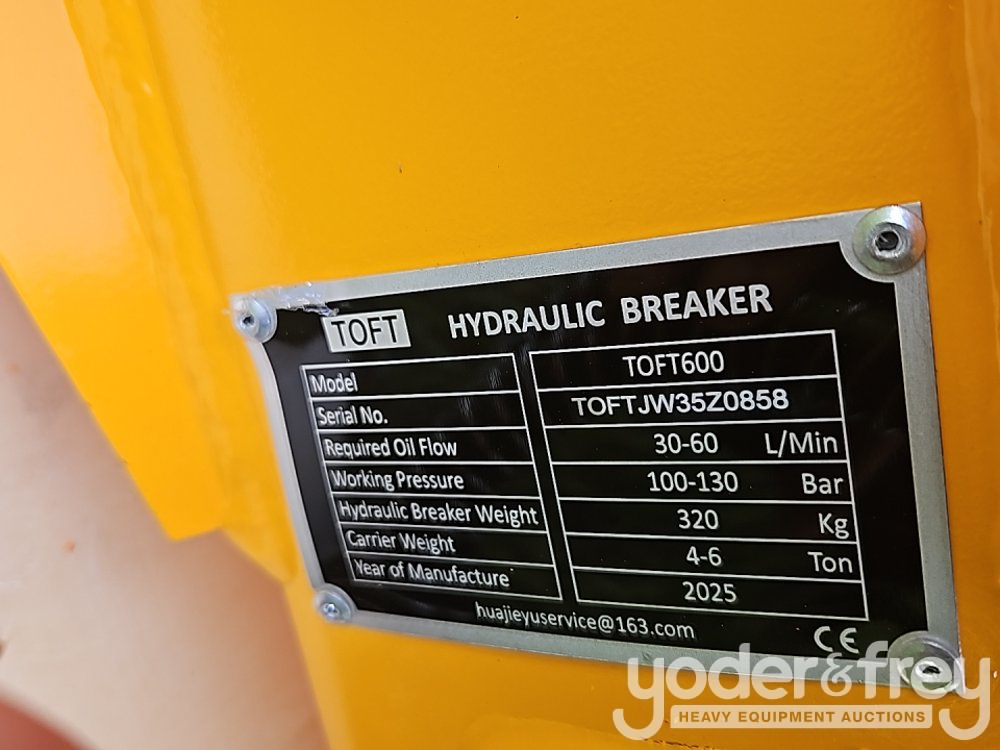 TOFT HYDRAULIC BREAKER
Model TOFT600
Serial No. TOFTJW35Z0858
Required Oil Flow 30-60 L/Min
Working Pressure 100-130 Bar
Hydraulic Breaker Weight 320 Kg
Carrier Weight 4-6 Ton
Year of Manufacture 2025
huajieyuservice@163.com
CE
yoder&frey
HEAVY EQUIPMENT AUCTIONS